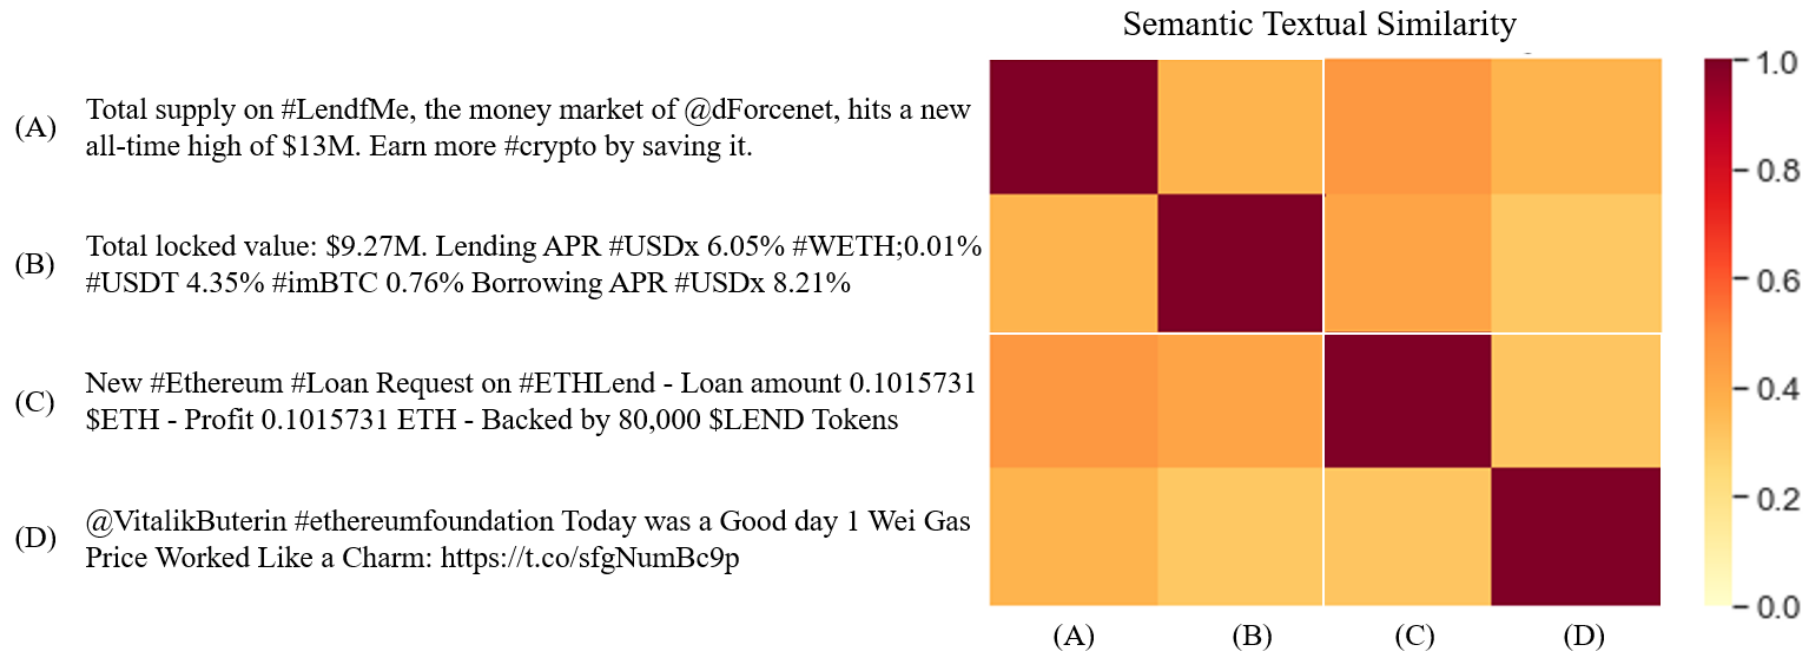 Semantic Textual Similarity
(A)
Total supply on #LendfMe, the money market of @dForcenet, hits a new
all-time high of $13M. Earn more #crypto by saving it.
(B)
Total locked value: $9.27M. Lending APR #USDx 6.05% #WETH;0.01%
#USDT 4.35% #imBTC 0.76% Borrowing APR #USDx 8.21%
(C)
New #Ethereum #Loan Request on #ETHLend - Loan amount 0.1015731
$ETH - Profit 0.1015731 ETH - Backed by 80,000 $LEND Tokens
(D)
@VitalikButerin #ethereumfoundation Today was a Good day 1 Wei Gas
Price Worked Like a Charm: https://t.co/sfgNumBc9p
(A) (B) (C) (D)
1.0
0.8
0.6
0.4
0.2
0.0